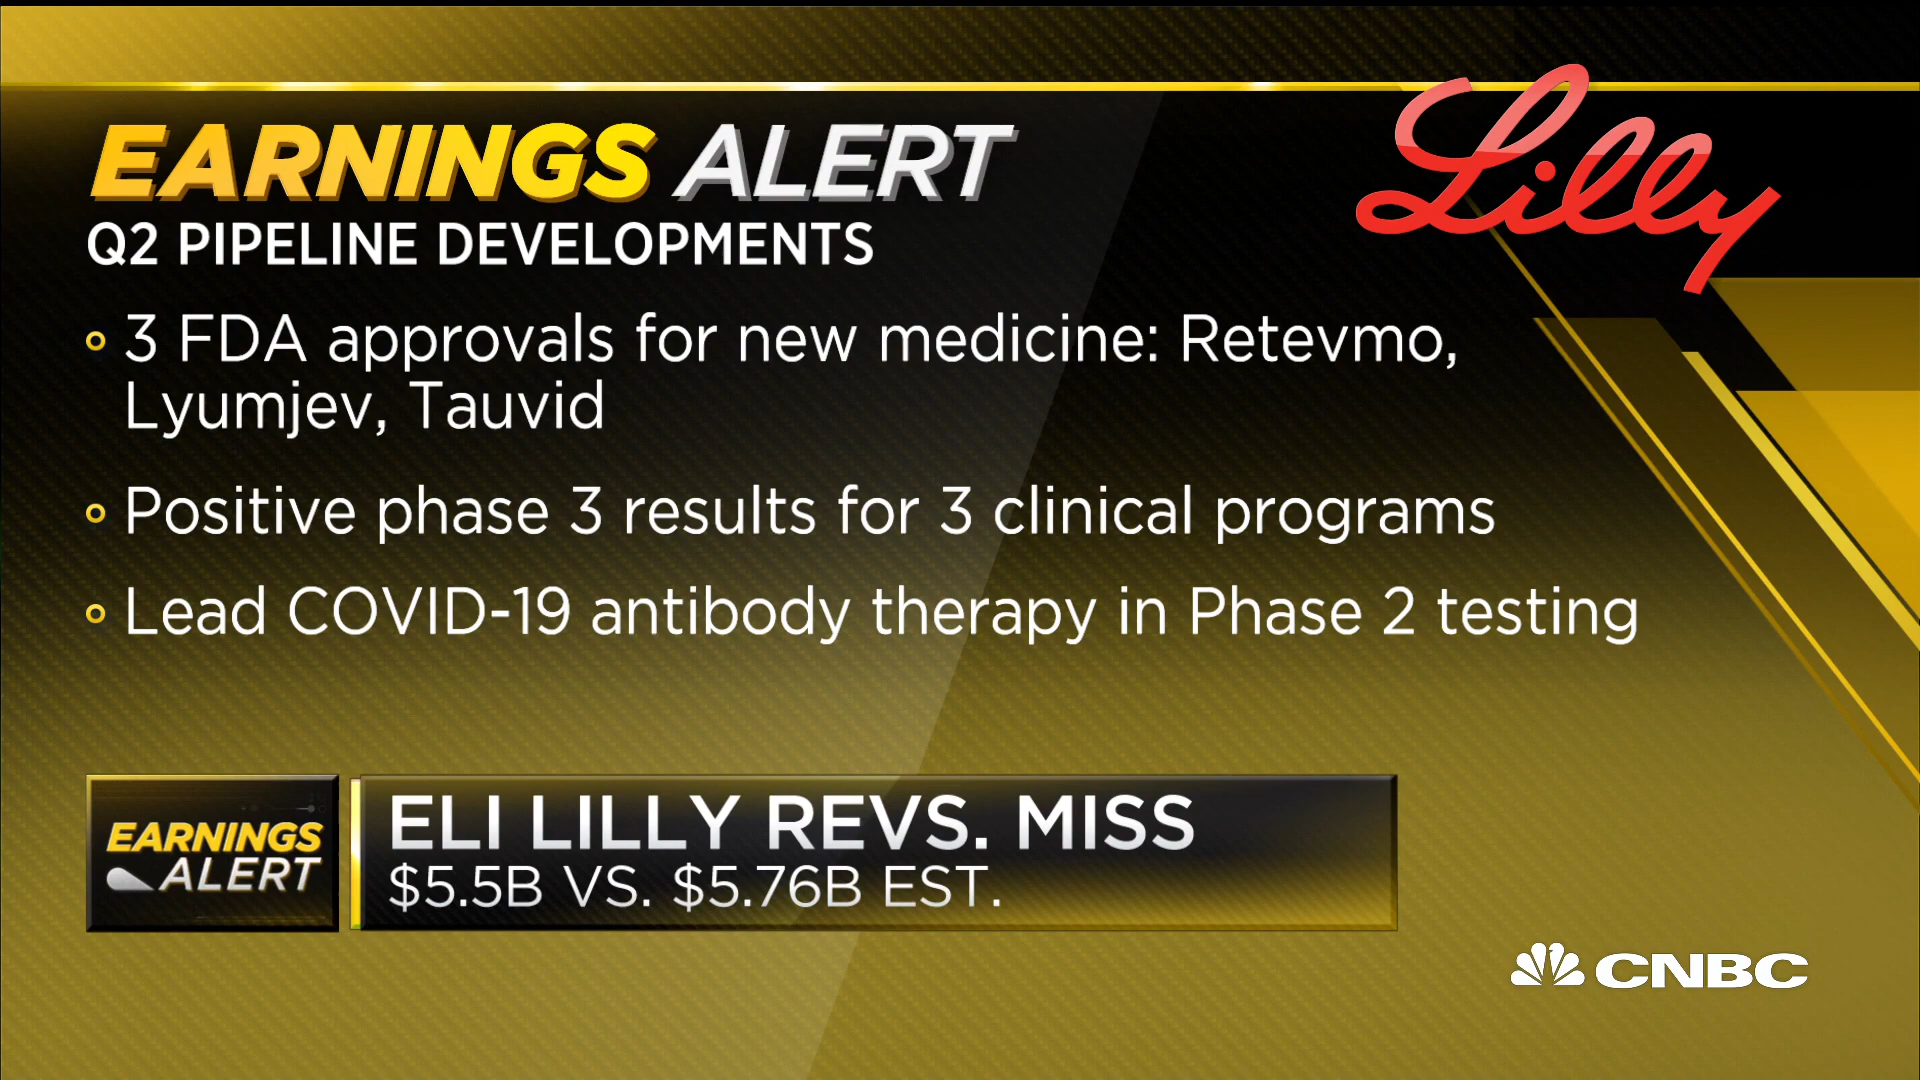 Lilly
EARNINGS ALERT
Q2 PIPELINE DEVELOPMENTS
3 FDA approvals for new medicine: Retevmo,
Lyumjev, Tauvid
Positive phase 3 results for 3 clinical programs
Lead COVID-19 antibody therapy in Phase 2 testing
EARNINGS
ALERT
ELI LILLY REVS. MISS
$5.5B VS. $5.76B EST.
CNBC